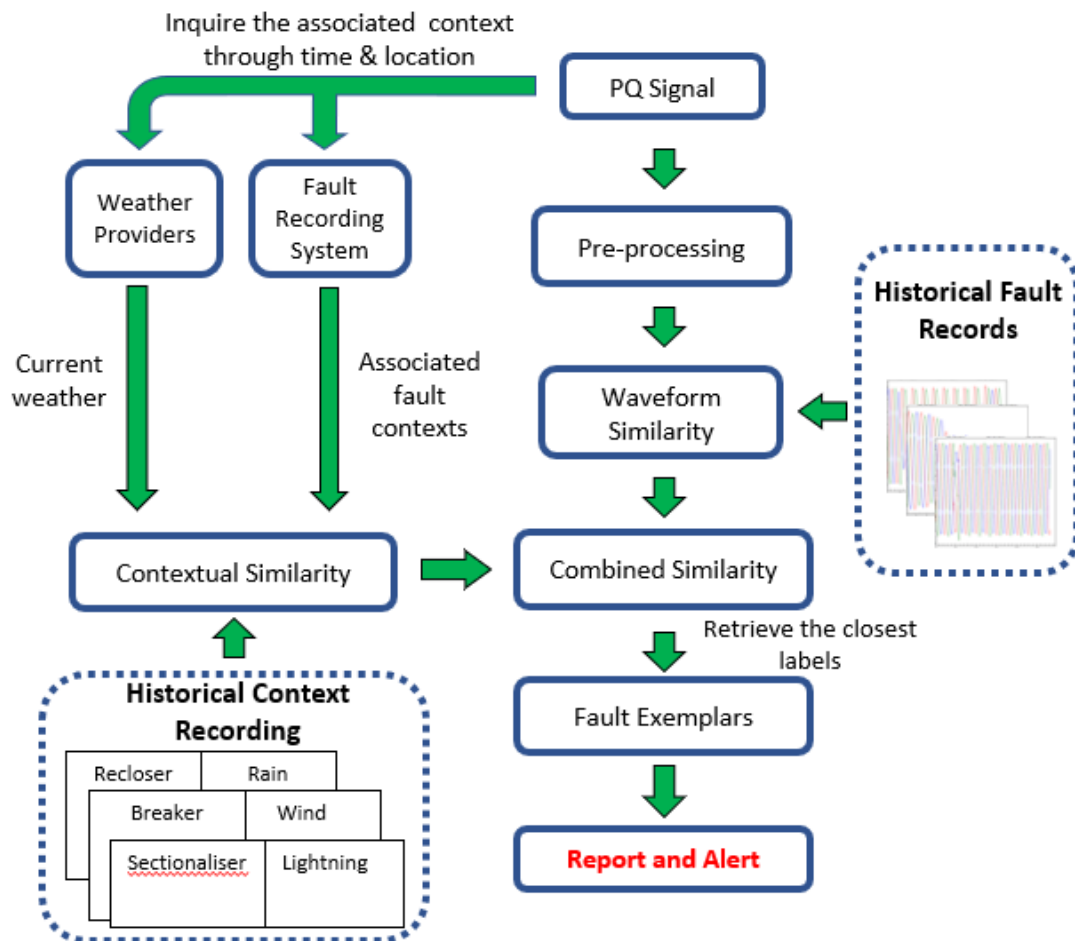 Inquire the associated context
through time & location
PQ Signal
Weather
Providers
Fault
Recording
System
Pre-processing
Historical Fault
Records
Current
weather
Associated
fault
contexts
Waveform
Similarity
Contextual Similarity
Combined Similarity
Retrieve the closest
labels
Historical Context
Recording
Recloser
Rain
Breaker
Wind
Sectionaliser
Lightning
Fault Exemplars
Report and Alert